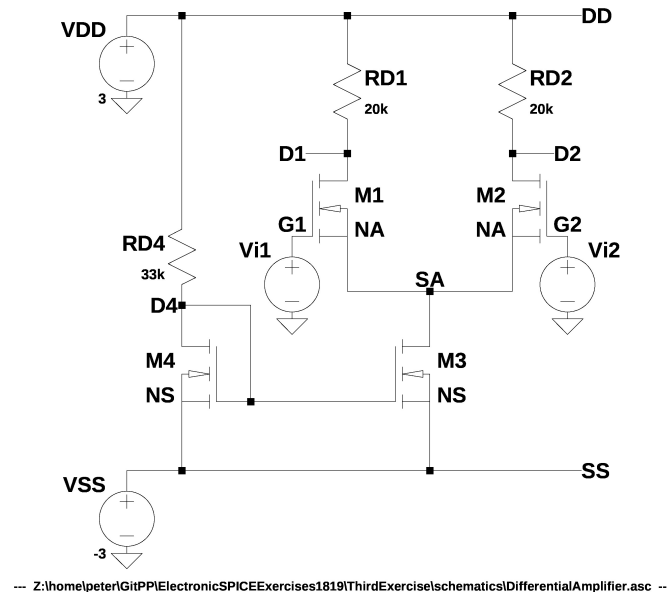 DD
VDD
3
RD1
20k
RD2
20k
D1
D2
M1
M2
G1
NA
NA
G2
RD4
33k
Vi1
Vi2
SA
D4
M4
M3
NS
NS
SS
VSS
-3
--- Z:\home\peter\GitPP\ElectronicSPICEExercises1819\ThirdExercise\schematics\DifferentialAmplifier.asc --